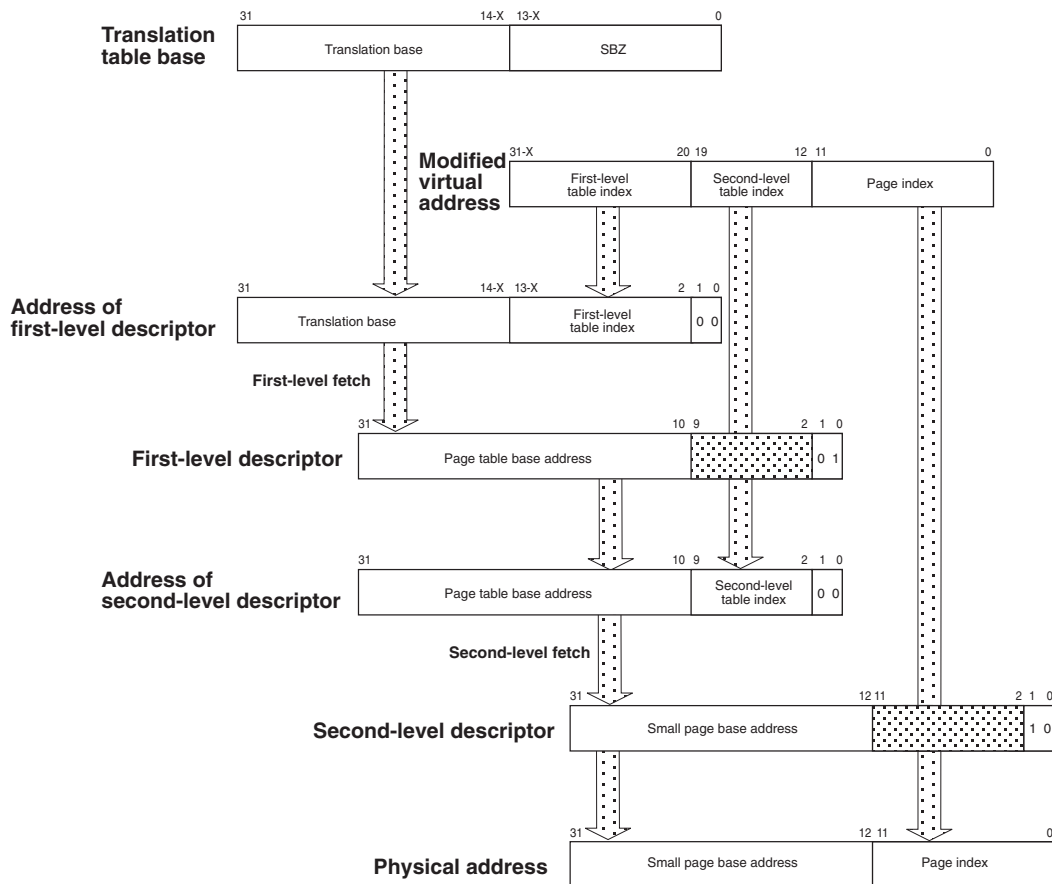 31 14-X 13-X 0
Translation
table base
Translation base SBZ
31-X 20 19 12 11 0
Modified
virtual
address
First-level
table index
Second-level
table index
Page index
31 14-X 13-X 2 1 0
Address of
first-level descriptor
Translation base
First-level
table index
0 0
First-level fetch
31 10 9 2 1 0
First-level descriptor
Page table base address 0 1
31 10 9 2 1 0
Address of
second-level descriptor
Page table base address
Second-level
table index
0 0
Second-level fetch
31 12 11 2 1 0
Second-level descriptor
Small page base address 1 0
31 12 11 0
Physical address
Small page base address Page index